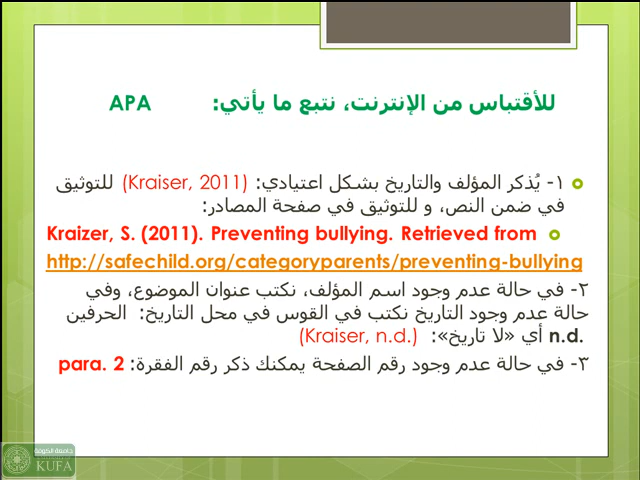 للأقتباس من الإنترنت، نتبع ما يأتي: APA
١- يُذكر المؤلف والتاريخ بشكل اعتيادي: (Kraiser, 2011) للتوثيق
في ضمن النص، و للتوثيق في صفحة المصادر:
Kraizer, S. (2011). Preventing bullying. Retrieved from
http://safechild.org/categoryparents/preventing-bullying
٢- في حالة عدم وجود اسم المؤلف، نكتب عنوان الموضوع، وفي
حالة عدم وجود التاريخ نكتب في القوس في محل التاريخ: الحرفين
n.d. أي «لا تاريخ»: (Kraiser, n.d.)
٣- في حالة عدم وجود رقم الصفحة يمكنك ذكر رقم الفقرة: para. 2
جامعة الكوفة
KUFA